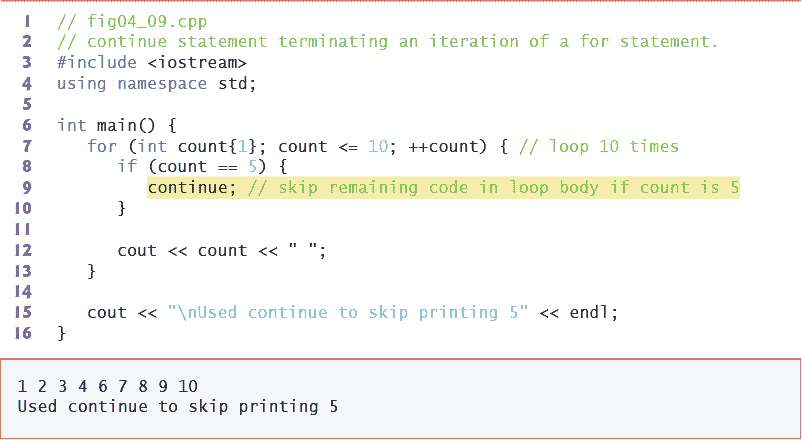 1 // fig04_09.cpp
2 // continue statement terminating an iteration of a for statement.
3 #include <iostream>
4 using namespace std;
5
6 int main() {
7    for (int count{1}; count <= 10; ++count) { // loop 10 times
8       if (count == 5) {
9          continue; // skip remaining code in loop body if count is 5
10       }
11
12       cout << count << " ";
13    }
14
15    cout << "\nUsed continue to skip printing 5" << endl;
16 }
1 2 3 4 6 7 8 9 10
Used continue to skip printing 5